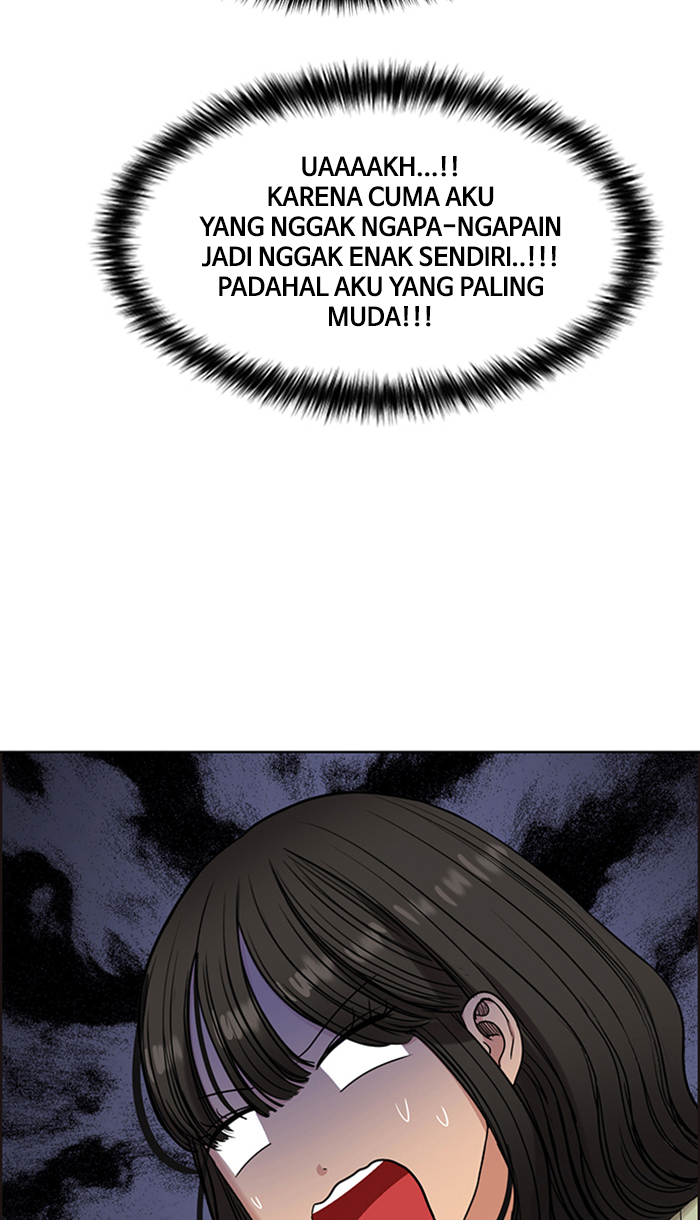 UAAAAKH...!!
KARENA CUMA AKU
YANG NGGAK NGAPA-NGAPAIN
JADI NGGAK ENAK SENDIRI..!!!
PADAHAL AKU YANG PALING
MUDA!!!